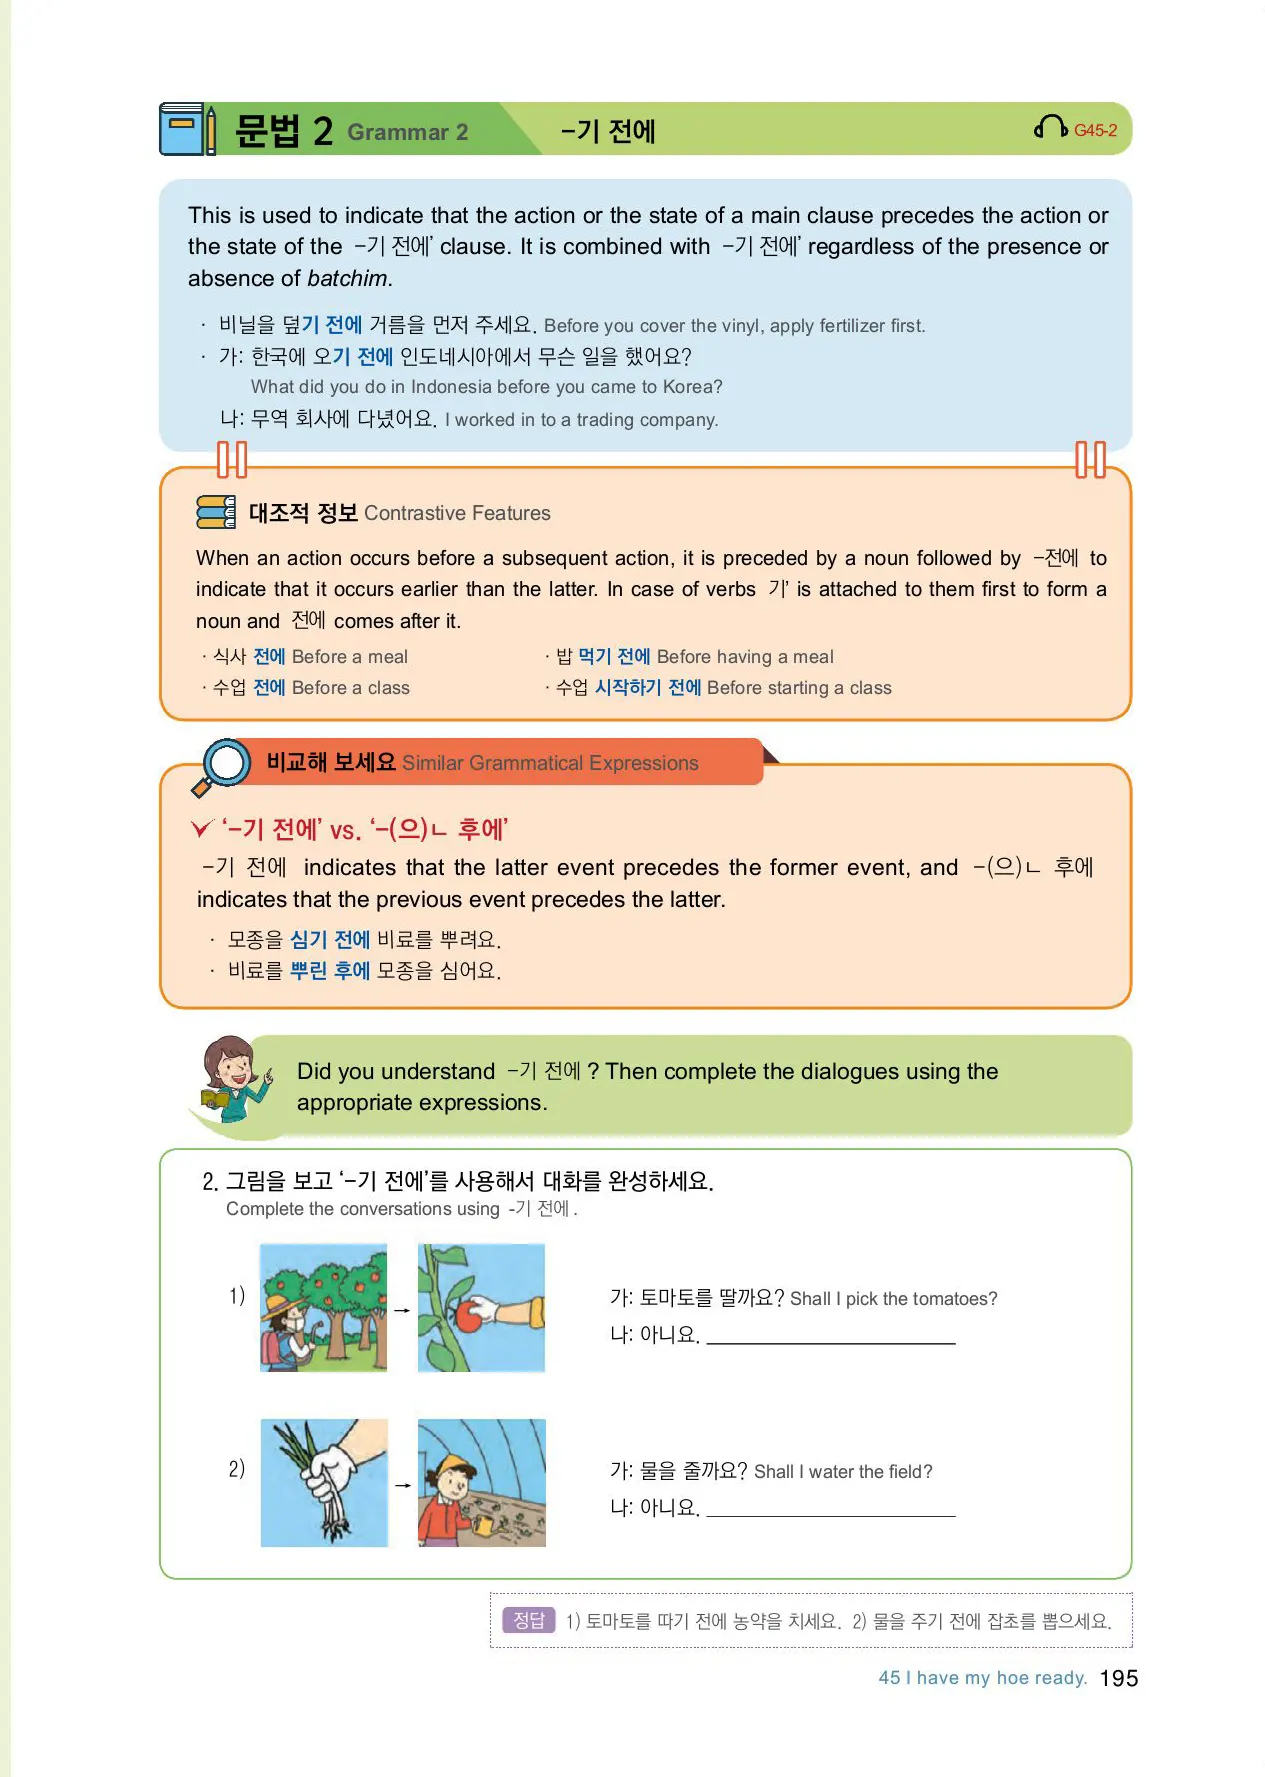 문법 2 Grammar 2 -기 전에 G45-2
This is used to indicate that the action or the state of a main clause precedes the action or
the state of the -기 전에’ clause. It is combined with -기 전에’ regardless of the presence or
absence of batchim.
· 비닐을 덮기 전에 거름을 먼저 주세요. Before you cover the vinyl, apply fertilizer first.
· 가: 한국에 오기 전에 인도네시아에서 무슨 일을 했어요?
What did you do in Indonesia before you came to Korea?
나: 무역 회사에 다녔어요. I worked in to a trading company.
대조적 정보 Contrastive Features
When an action occurs before a subsequent action, it is preceded by a noun followed by -전에 to
indicate that it occurs earlier than the latter. In case of verbs 기’ is attached to them first to form a
noun and 전에 comes after it.
· 식사 전에 Before a meal · 밥 먹기 전에 Before having a meal
· 수업 전에 Before a class · 수업 시작하기 전에 Before starting a class
비교해 보세요 Similar Grammatical Expressions
‘-기 전에’ vs. ‘-(으)ㄴ 후에’
-기 전에 indicates that the latter event precedes the former event, and -(으)ㄴ 후에
indicates that the previous event precedes the latter.
· 모종을 심기 전에 비료를 뿌려요.
· 비료를 뿌린 후에 모종을 심어요.
Did you understand -기 전에 ? Then complete the dialogues using the
appropriate expressions.
2. 그림을 보고 ‘-기 전에’를 사용해서 대화를 완성하세요.
Complete the conversations using -기 전에 .
1) → 가: 토마토를 딸까요? Shall I pick the tomatoes?
나: 아니요.
2) → 가: 물을 줄까요? Shall I water the field?
나: 아니요.
정답 1) 토마토를 따기 전에 농약을 치세요. 2) 물을 주기 전에 잡초를 뽑으세요.
45 I have my hoe ready. 195